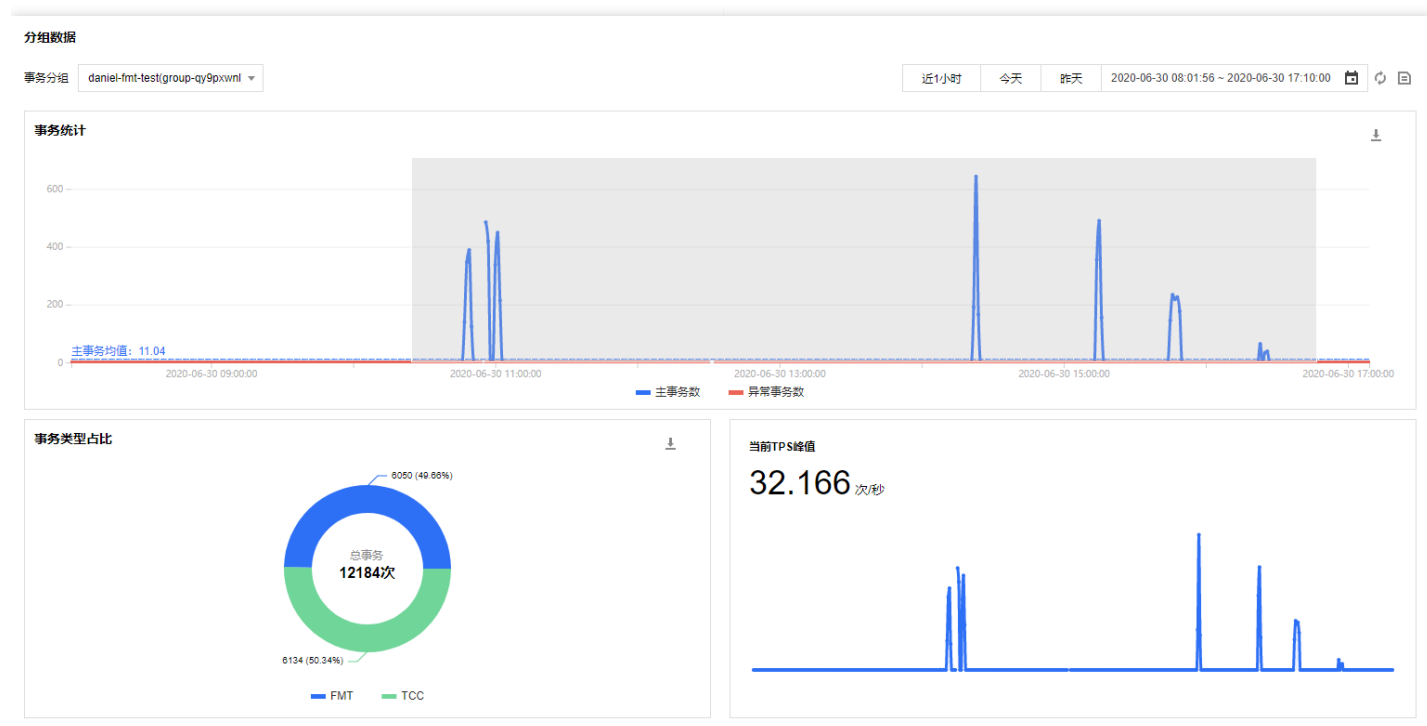 分组数据
事务分组 daniel-fmt-test(group-qy9pxwnl 近1小时 今天 昨天 2020-06-30 08:01:56 ~ 2020-06-30 17:10:00
事务统计
600
400
200
主事务均值：11.04
0
2020-06-30 09:00:00 2020-06-30 11:00:00 2020-06-30 13:00:00 2020-06-30 15:00:00 2020-06-30 17:00:00
主事务数 异常事务数
事务类型占比
6050 (49.66%)
总事务
12184次
6134 (50.34%)
FMT TCC
当前TPS峰值
32.166 次/秒